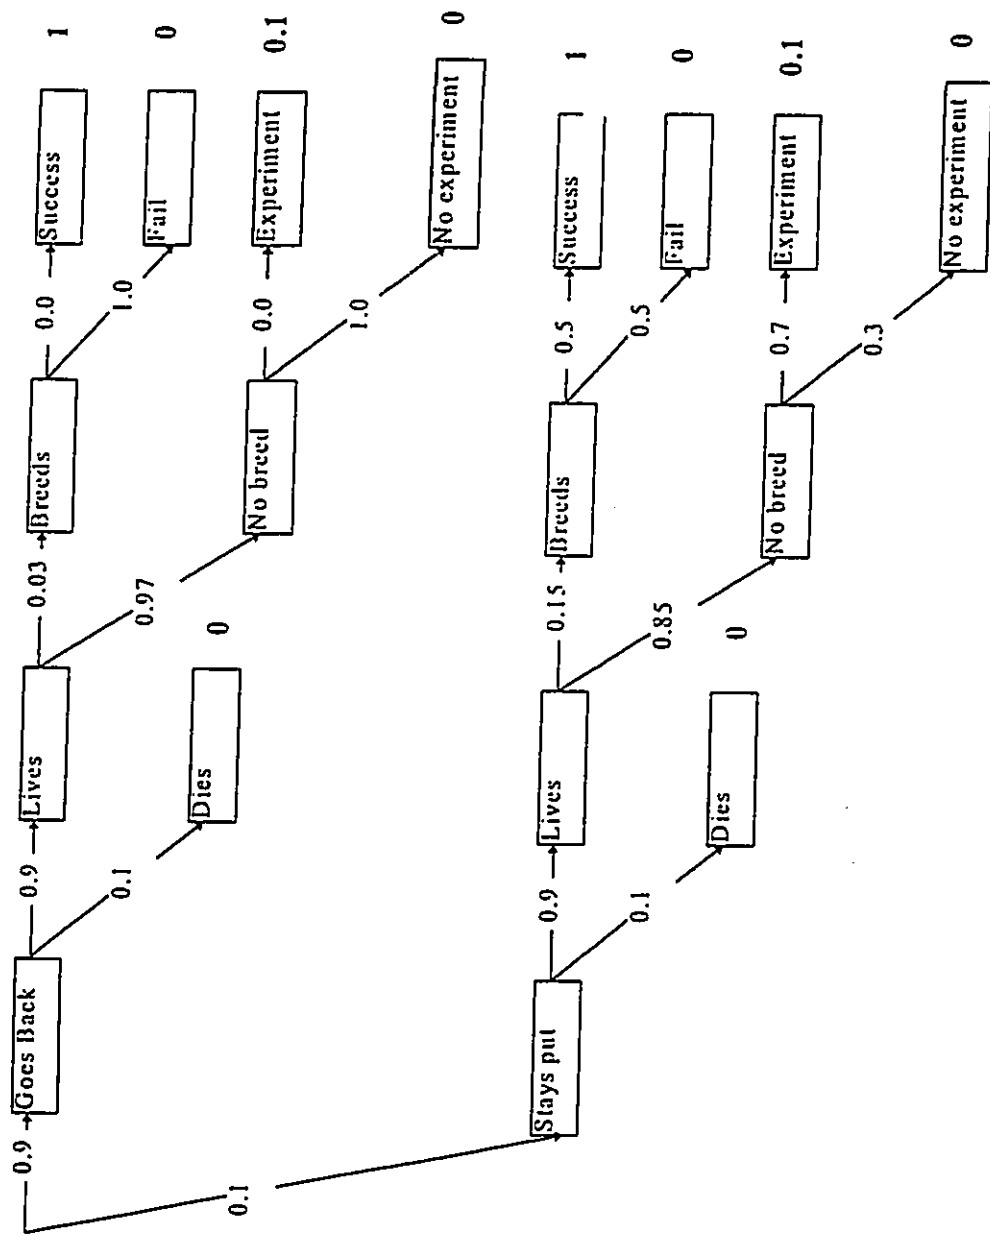 0.9
Goes Back
0.9
Lives
0.03
Breeds
0.0
Success
1
1.0
Fail
0
0.97
No breed
0.0
Experiment
0.1
1.0
No experiment
0
0.1
Dies
0
0.1
Stays put
0.9
Lives
0.15
Breeds
0.5
Success
1
0.5
Fail
0
0.85
No breed
0.7
Experiment
0.1
0.3
No experiment
0
0.1
Dies
0